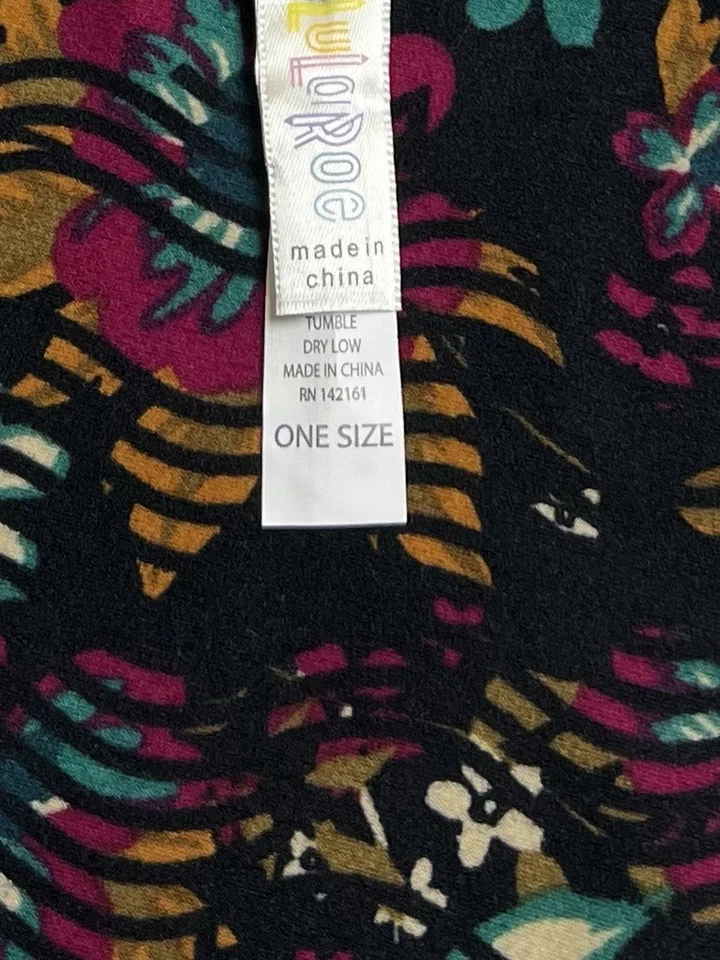 LuLaRoe
made in
china
TUMBLE
DRY LOW
MADE IN CHINA
RN 142161
ONE SIZE